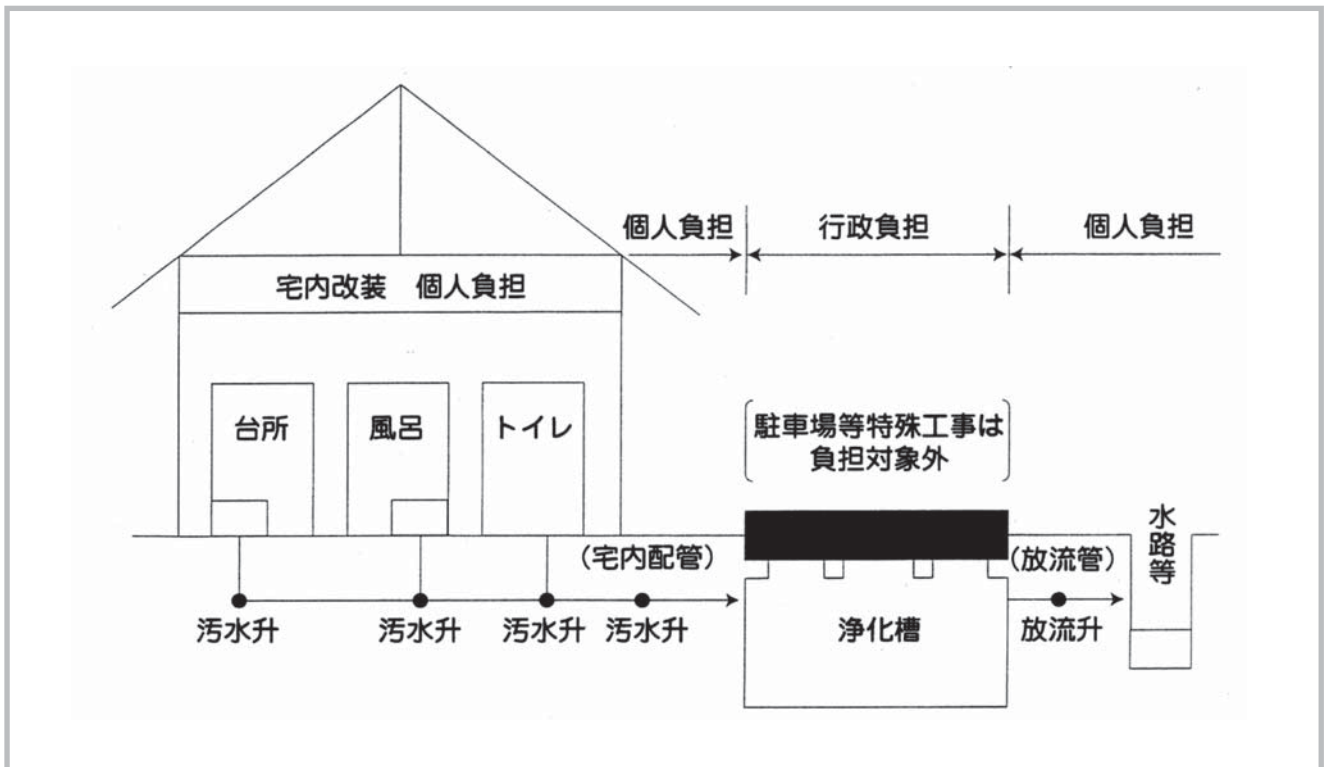 個人負担
行政負担
個人負担
宅内改装 個人負担
台所
風呂
トイレ
駐車場等特殊工事は
負担対象外
(宅内配管)
(放流管)
水路等
汚水升
汚水升
汚水升
汚水升
浄化槽
放流升